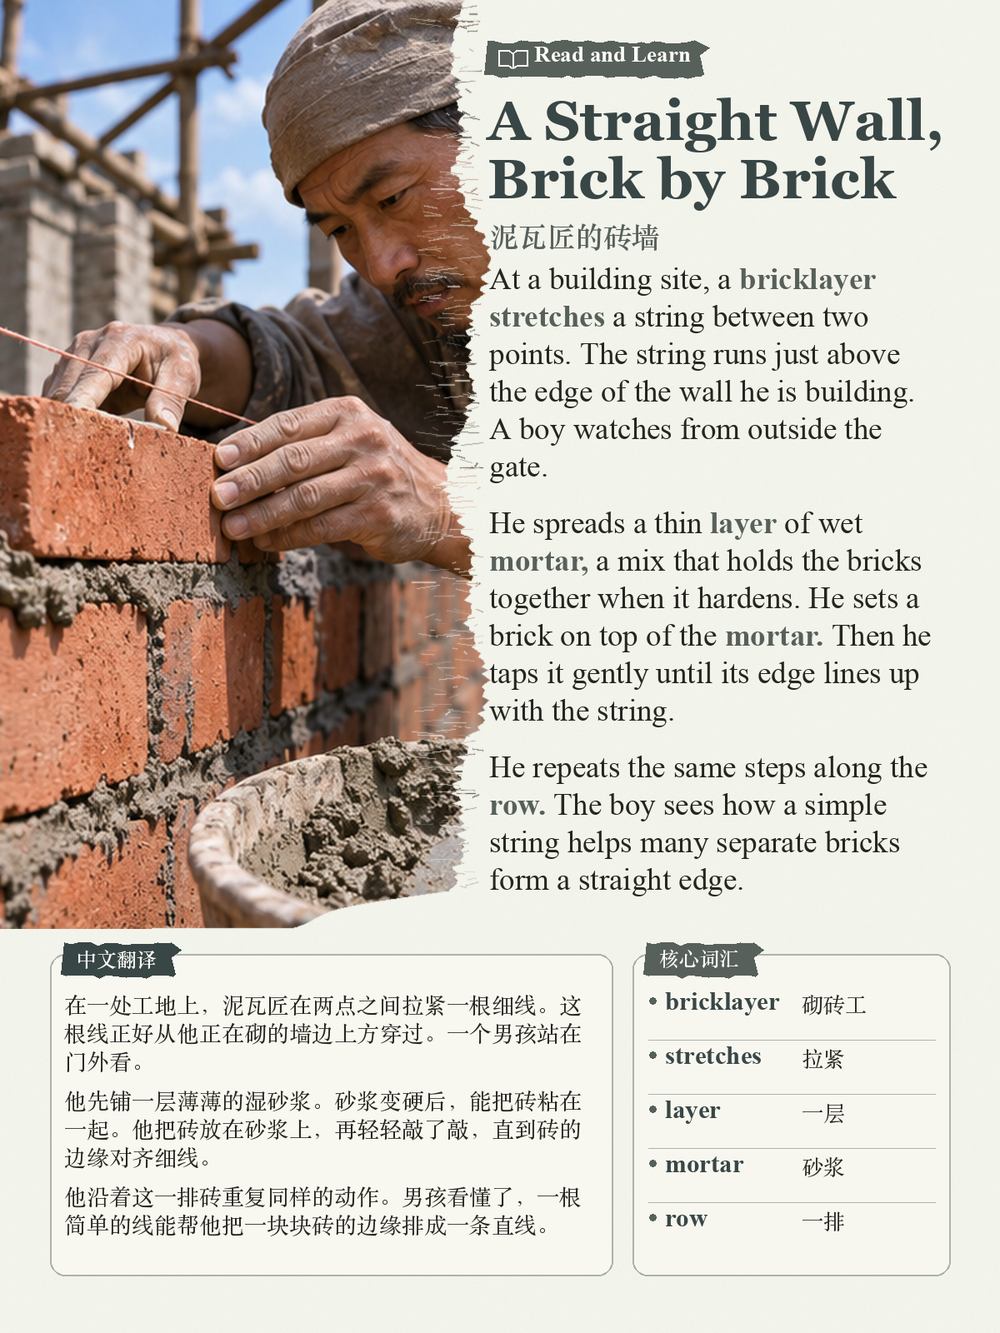 Read and Learn
A Straight Wall,
Brick by Brick
泥瓦匠的砖墙
At a building site, a bricklayer
stretches a string between two
points. The string runs just above
the edge of the wall he is building.
A boy watches from outside the
gate.
He spreads a thin layer of wet
mortar, a mix that holds the bricks
together when it hardens. He sets a
brick on top of the mortar. Then he
taps it gently until its edge lines up
with the string.
He repeats the same steps along the
row. The boy sees how a simple
string helps many separate bricks
form a straight edge.
中文翻译
在一处工地上，泥瓦匠在两点之间拉紧一根细线。这
根线正好从他正在砌的墙边上方穿过。一个男孩站在
门外看。
他先铺一层薄薄的湿砂浆。砂浆变硬后，能把砖粘在
一起。他把砖放在砂浆上，再轻轻敲了敲，直到砖的
边缘对齐细线。
他沿着这一排砖重复同样的动作。男孩看懂了，一根
简单的线能帮他把一块块砖的边缘排成一条直线。
核心词汇
• bricklayer 砌砖工
• stretches 拉紧
• layer 一层
• mortar 砂浆
• row 一排